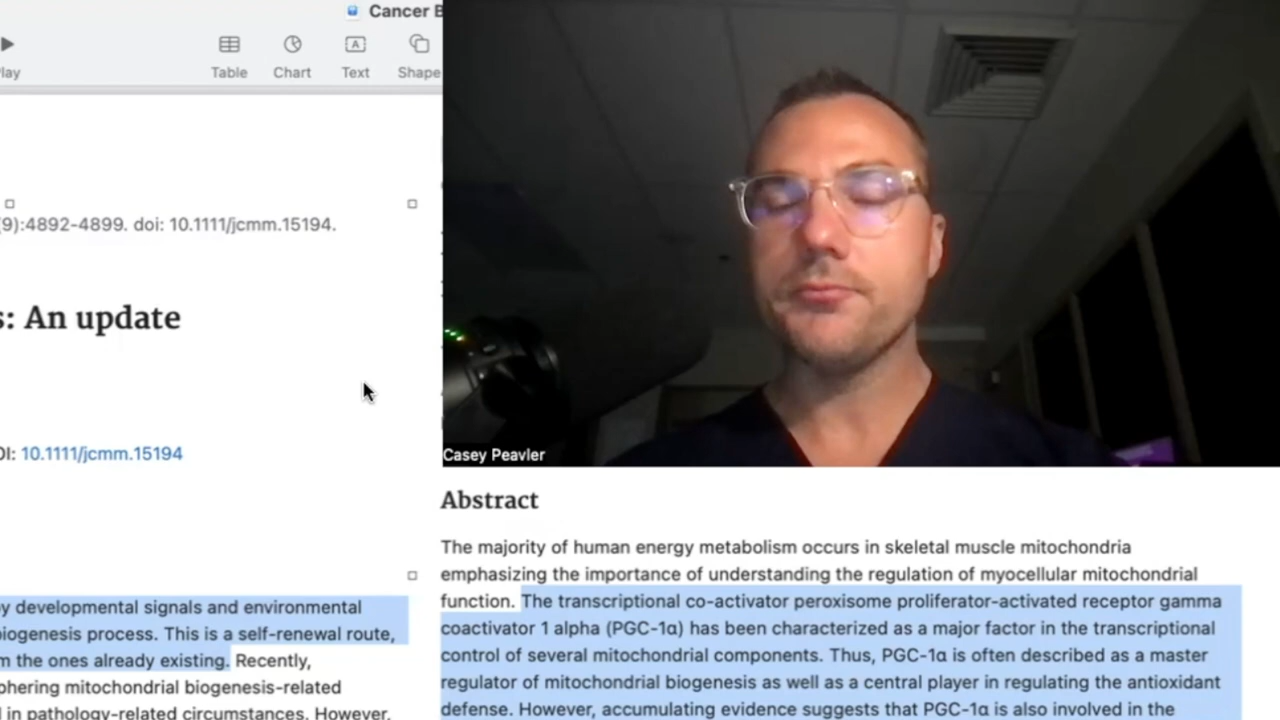 Cancer B
lay
Table
Chart
Text
Shape
(9):4892-4899. doi: 10.1111/jcmm.15194.
s: An update
OI: 10.1111/jcmm.15194
by developmental signals and environmental
biogenesis process. This is a self-renewal route,
m the ones already existing. Recently,
phering mitochondrial biogenesis-related
l in pathology-related circumstances. However,
Casey Peavler
Abstract
The majority of human energy metabolism occurs in skeletal muscle mitochondria
emphasizing the importance of understanding the regulation of myocellular mitochondrial
function. The transcriptional co-activator peroxisome proliferator-activated receptor gamma
coactivator 1 alpha (PGC-1α) has been characterized as a major factor in the transcriptional
control of several mitochondrial components. Thus, PGC-1α is often described as a master
regulator of mitochondrial biogenesis as well as a central player in regulating the antioxidant
defense. However, accumulating evidence suggests that PGC-1α is also involved in the